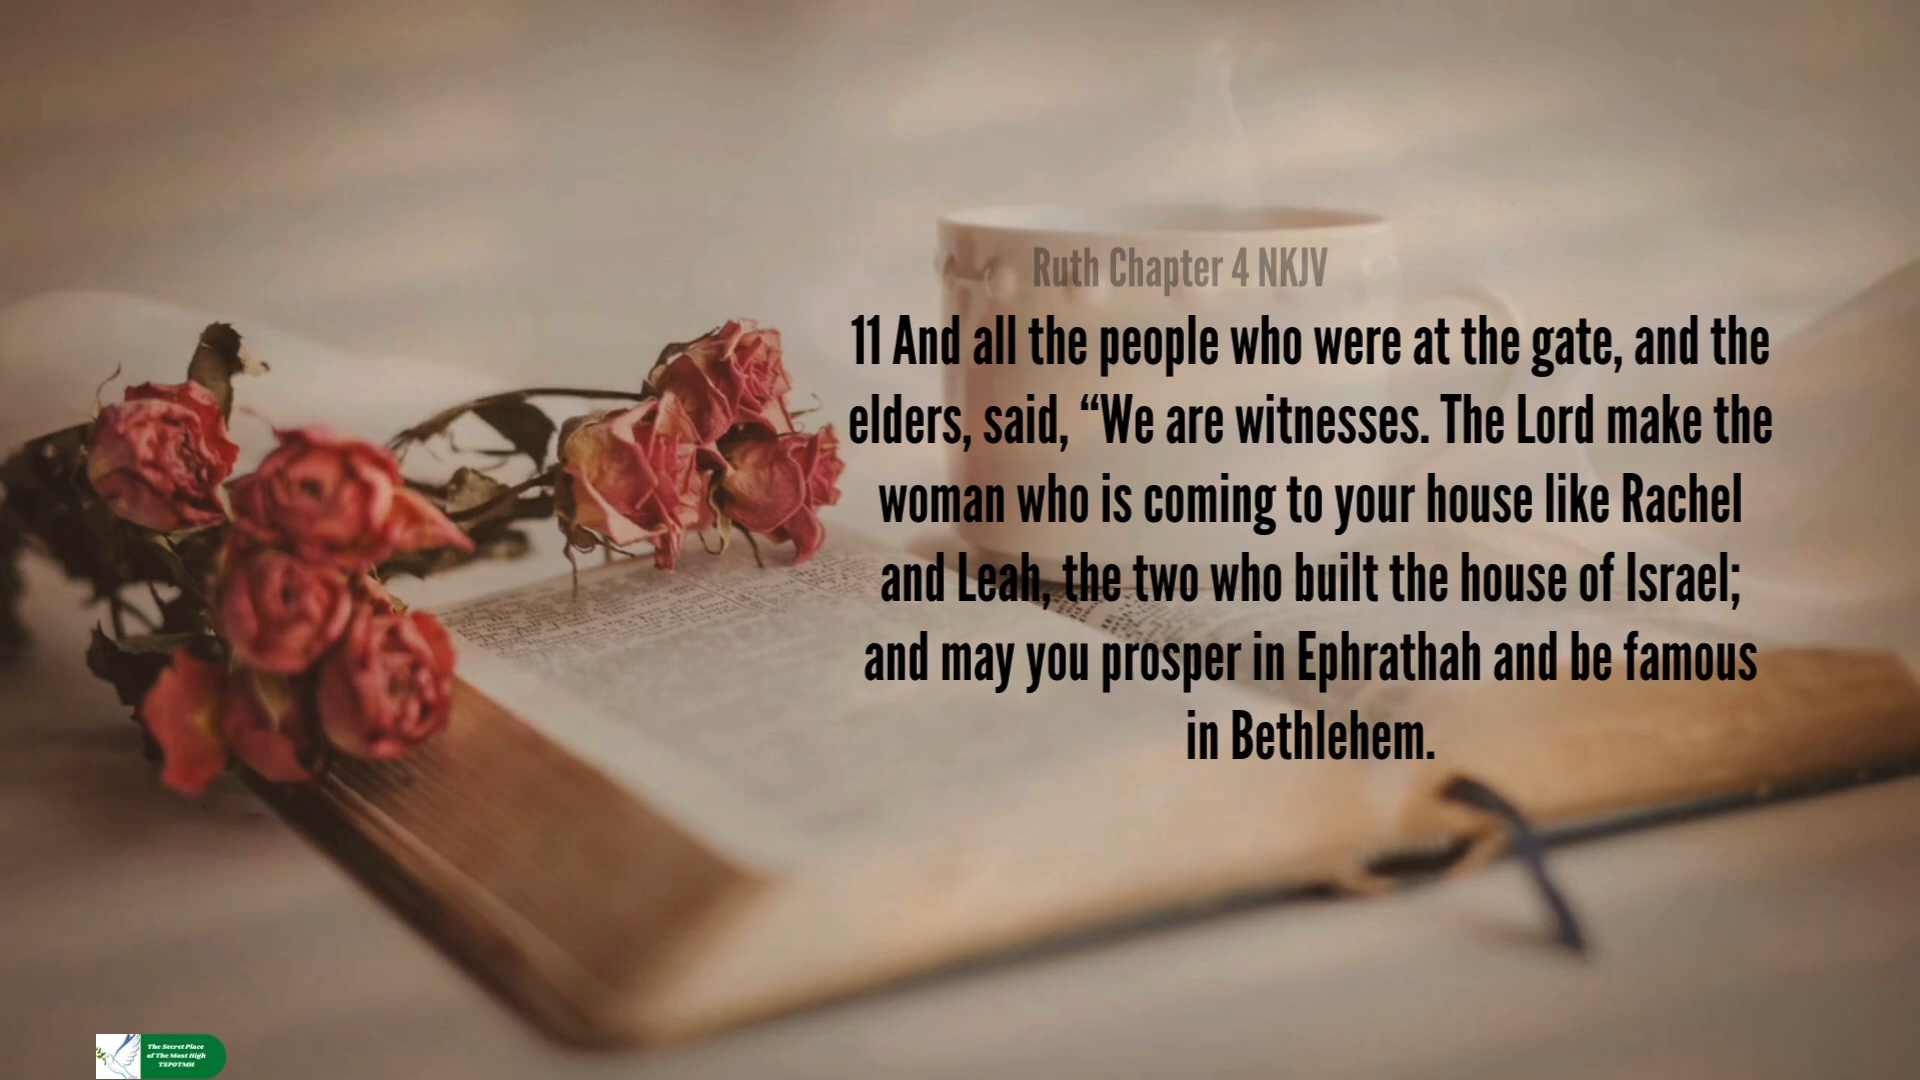 Ruth Chapter 4 NKJV
11 And all the people who were at the gate, and the
elders, said, “We are witnesses. The Lord make the
woman who is coming to your house like Rachel
and Leah, the two who built the house of Israel;
and may you prosper in Ephrathah and be famous
in Bethlehem.
The Secret Place
of The Most High
TSPOTMH